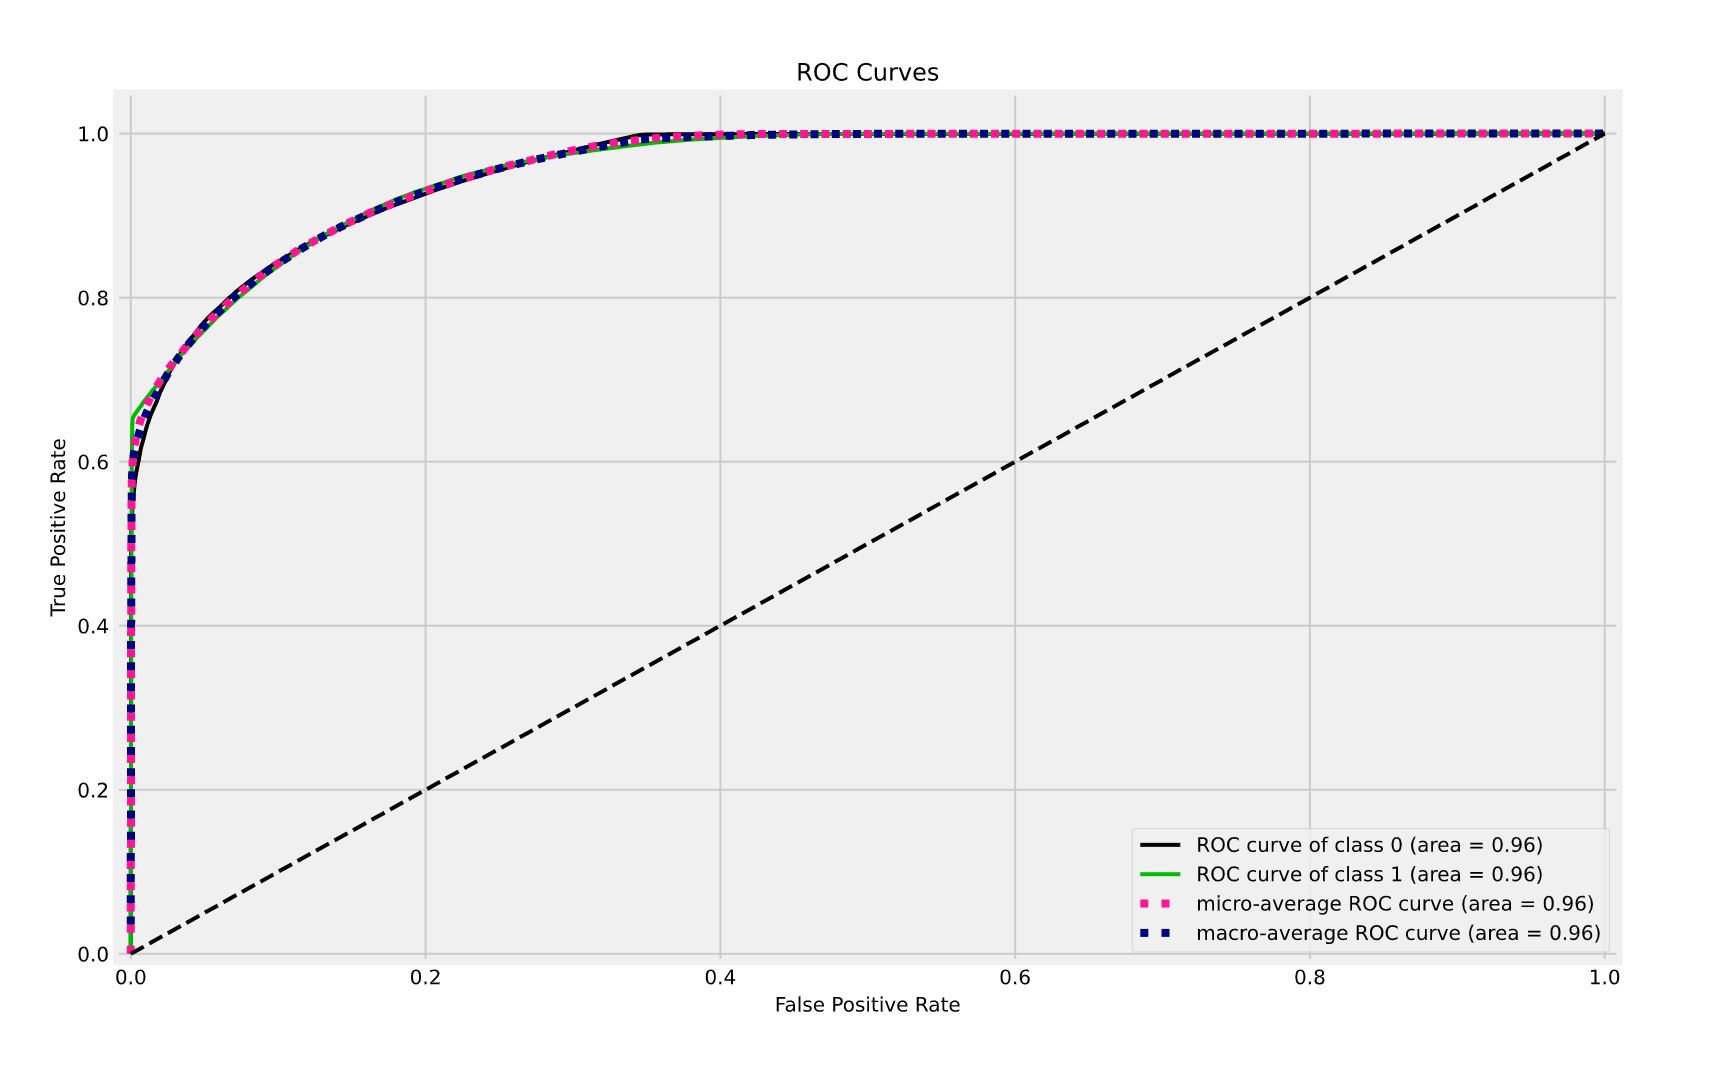 ROC Curves
1.0
0.8
0.6
0.4
0.2
0.0
True Positive Rate
0.0 0.2 0.4 0.6 0.8 1.0
False Positive Rate
ROC curve of class 0 (area = 0.96)
ROC curve of class 1 (area = 0.96)
micro-average ROC curve (area = 0.96)
macro-average ROC curve (area = 0.96)